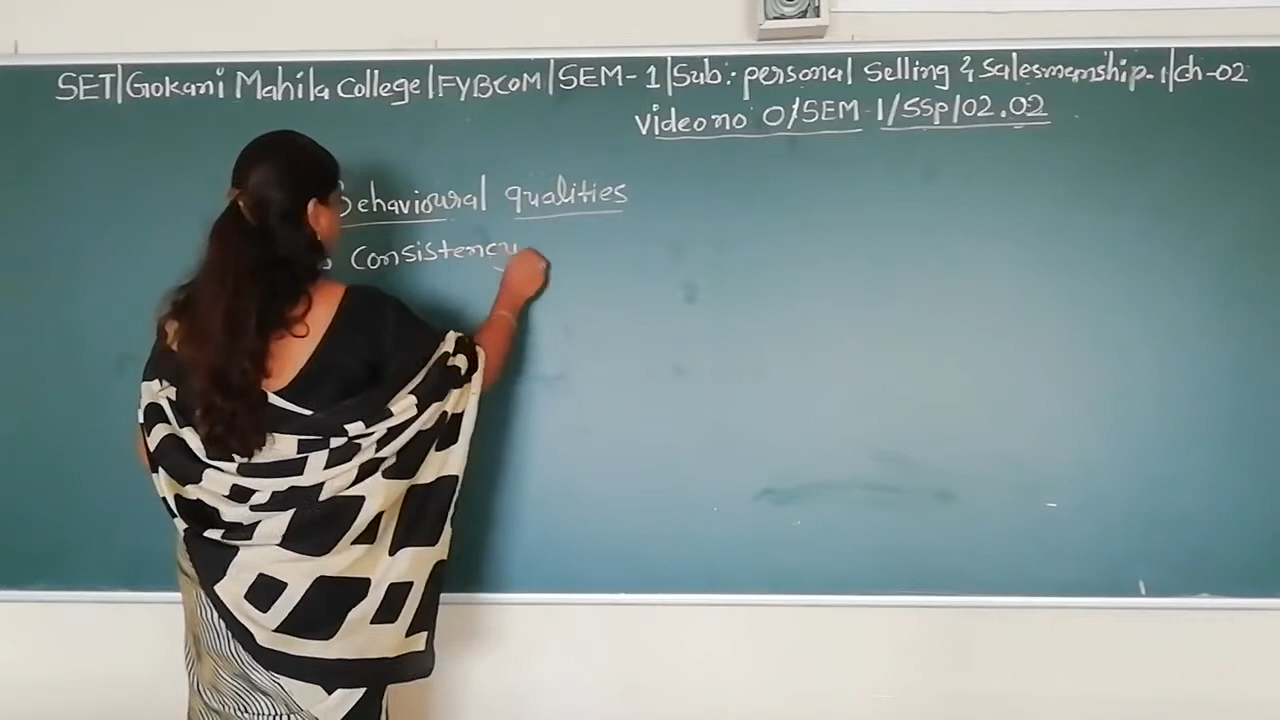 SET|Gokani Mahila College|FYBCOM|SEM-1|Sub:- personal Selling & Salesmanship-1|ch-02
video no 01/SEM-1/SSP/02.02
Behavioural qualities
Consistency